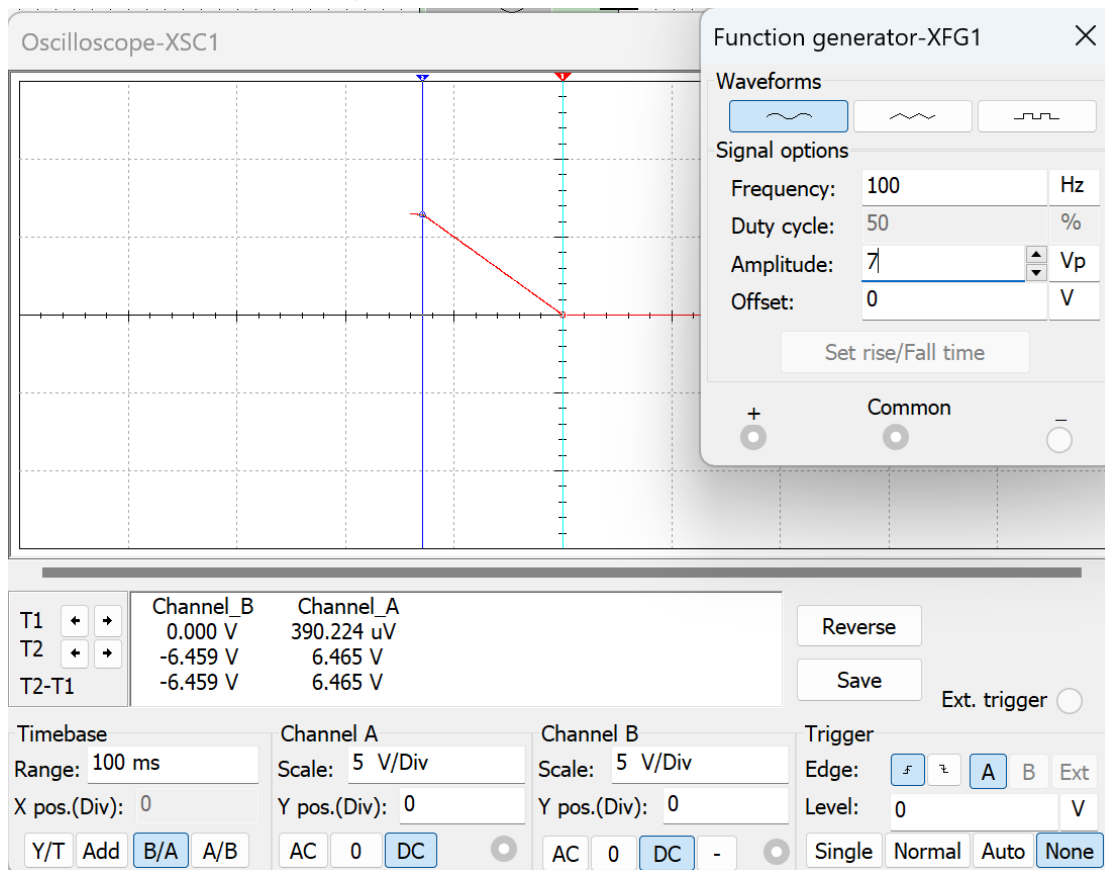 Oscilloscope-XSC1
Function generator-XFG1
Waveforms
Signal options
Frequency: 100 Hz
Duty cycle: 50 %
Amplitude: 7 Vp
Offset: 0 V
Set rise/Fall time
+ Common −
Channel_B Channel_A
T1 0.000 V 390.224 uV
T2 -6.459 V 6.465 V
T2-T1 -6.459 V 6.465 V
Reverse
Save
Ext. trigger
Timebase
Range: 100 ms
X pos.(Div): 0
Y/T Add B/A A/B
Channel A
Scale: 5 V/Div
Y pos.(Div): 0
AC 0 DC
Channel B
Scale: 5 V/Div
Y pos.(Div): 0
AC 0 DC -
Trigger
Edge: A B Ext
Level: 0 V
Single Normal Auto None